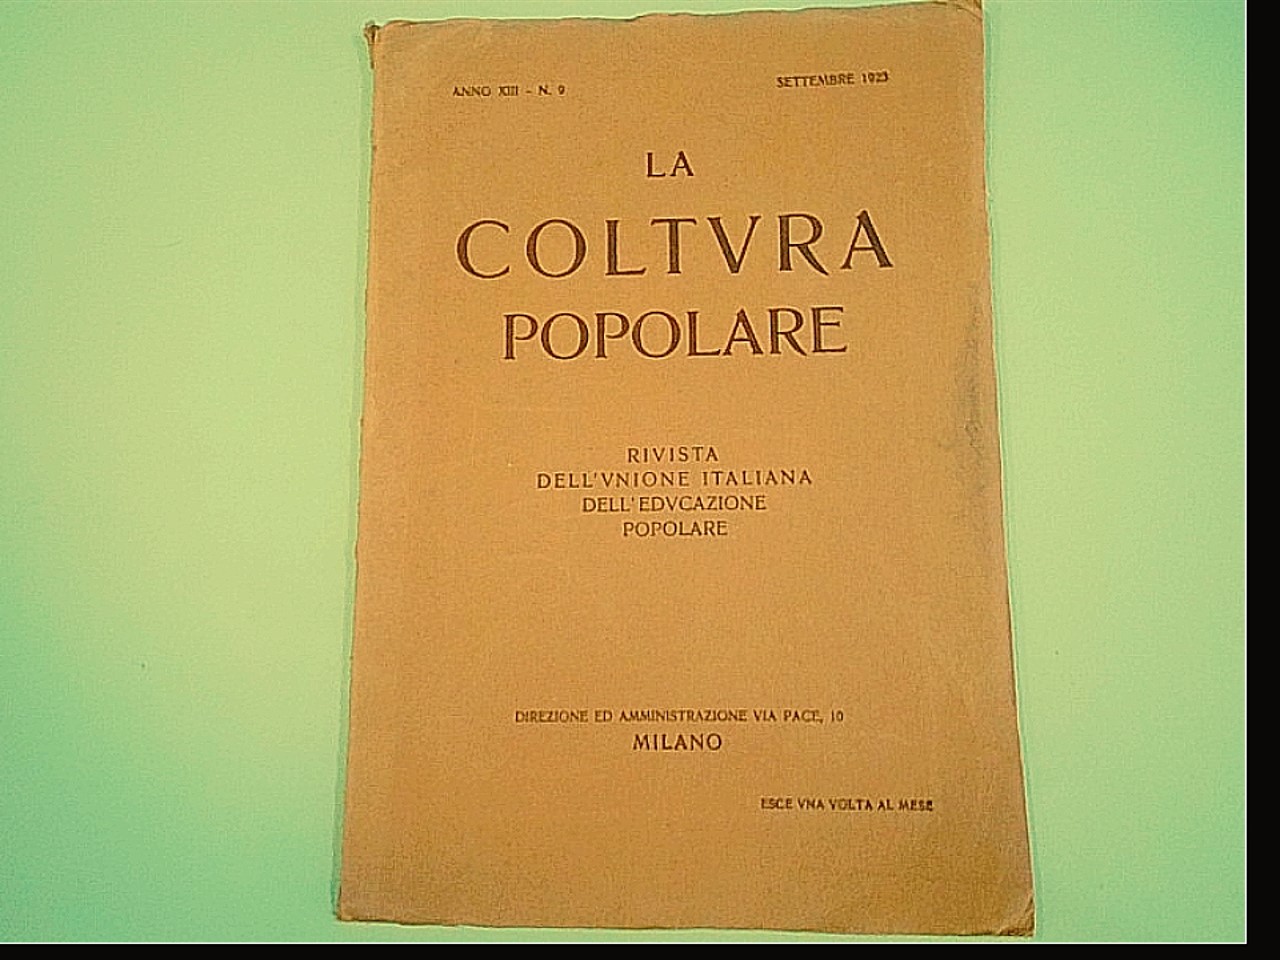 ANNO XIII - N. 9
SETTEMBRE 1923
LA
COLTVRA
POPOLARE
RIVISTA
DELL'VNIONE ITALIANA
DELL'EDVCAZIONE
POPOLARE
DIREZIONE ED AMMINISTRAZIONE VIA PACE, 10
MILANO
ESCE VNA VOLTA AL MESE